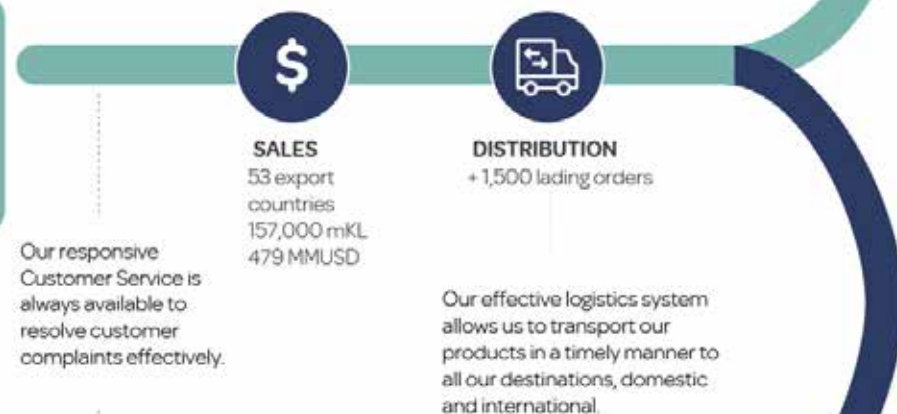 $
SALES
53 export
countries
157,000 mKL
479 MMUSD
DISTRIBUTION
+ 1,500 lading orders
Our responsive
Customer Service is
always available to
resolve customer
complaints effectively.
Our effective logistics system
allows us to transport our
products in a timely manner to
all our destinations, domestic
and international.